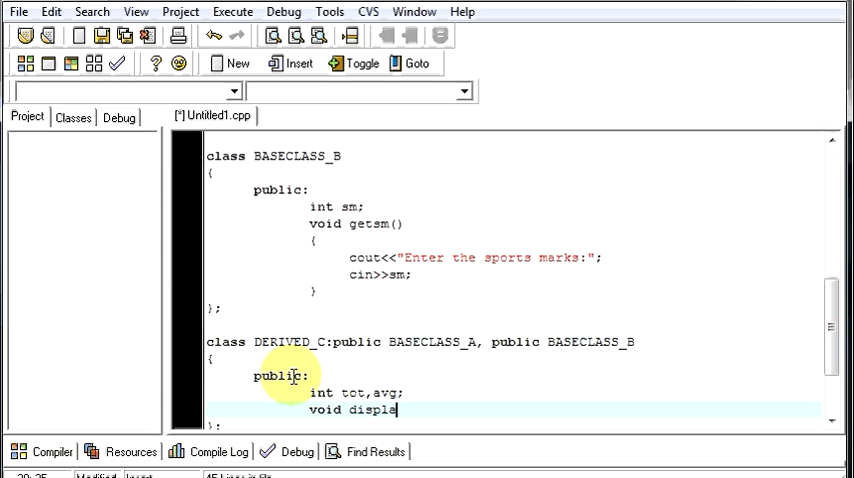 File Edit Search View Project Execute Debug Tools CVS Window Help
New Insert Toggle Goto
Project Classes Debug [*] Untitled1.cpp
class BASECLASS_B
{
public:
int sm;
void getsm()
{
cout<<"Enter the sports marks:";
cin>>sm;
}
};
class DERIVED_C:public BASECLASS_A, public BASECLASS_B
{
public:
int tot,avg;
void displa
};
Compiler Resources Compile Log Debug Find Results